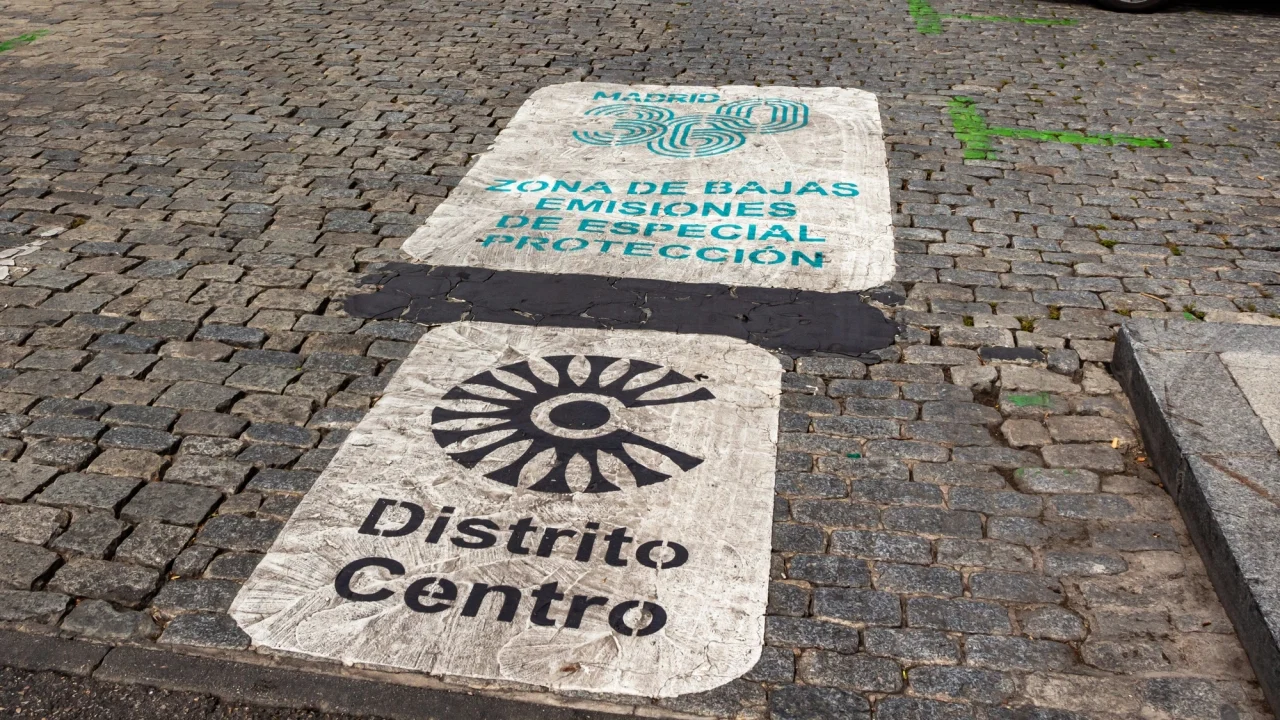 MADRID
360
ZONA DE BAJAS
EMISIONES
DE ESPECIAL
PROTECCIÓN
Distrito
Centro